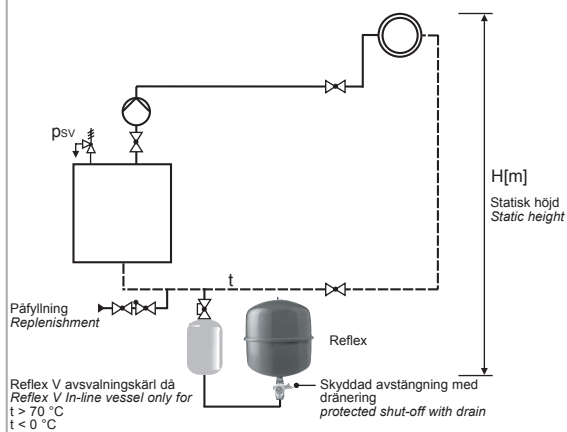 pSV
H[m]
Statisk höjd
Static height
t
Påfyllning
Replenishment
Reflex
Reflex V avsvalningskärl då
Reflex V In-line vessel only for
t > 70 °C
t < 0 °C
Skyddad avstängning med
dränering
protected shut-off with drain